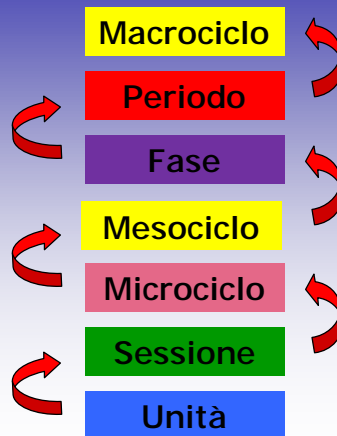 Macrociclo
Periodo
Fase
Mesociclo
Microciclo
Sessione
Unità